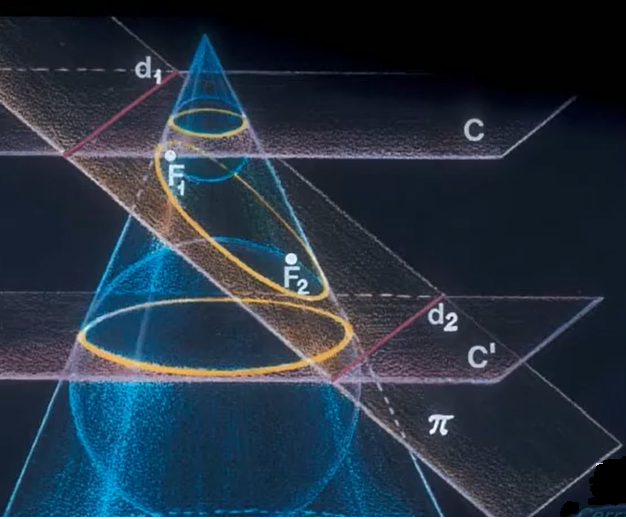 d₁
C
F₁
F₂
d₂
C'
π